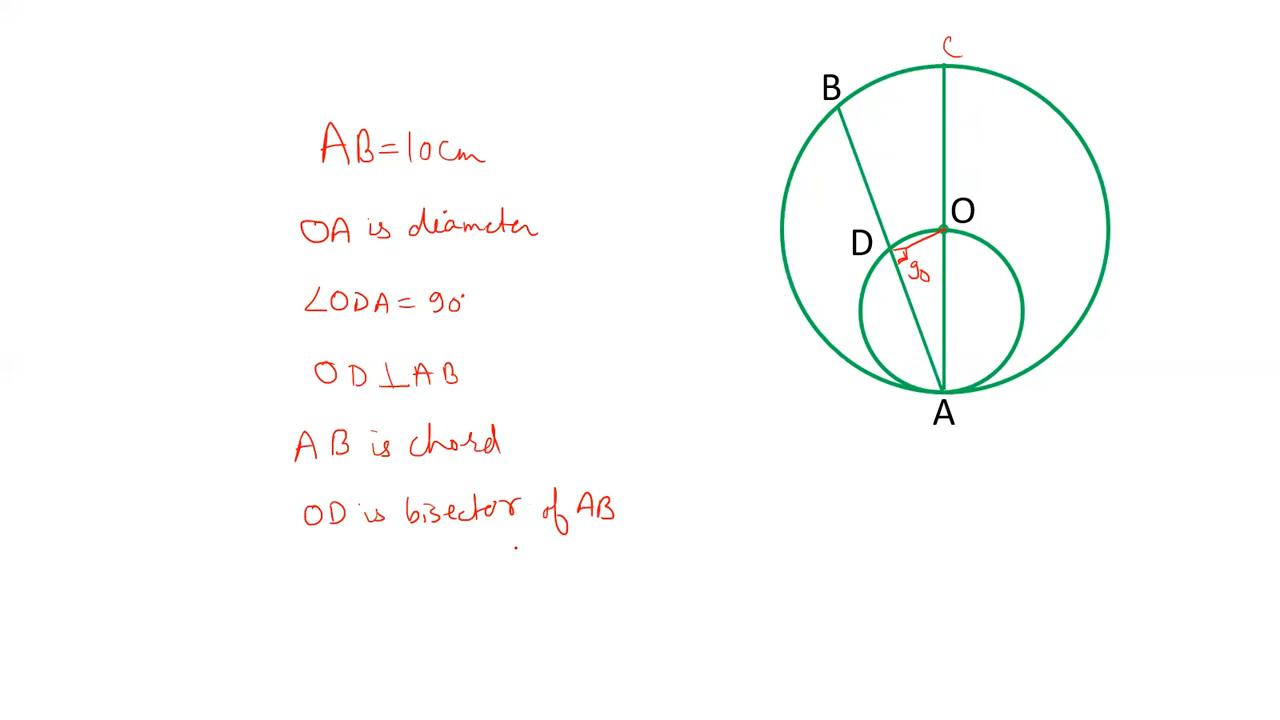 AB=10cm
OA is diameter
∠ODA = 90°
OD⊥AB
AB is chord
OD is bisector of AB
C
B
O
D
90
A